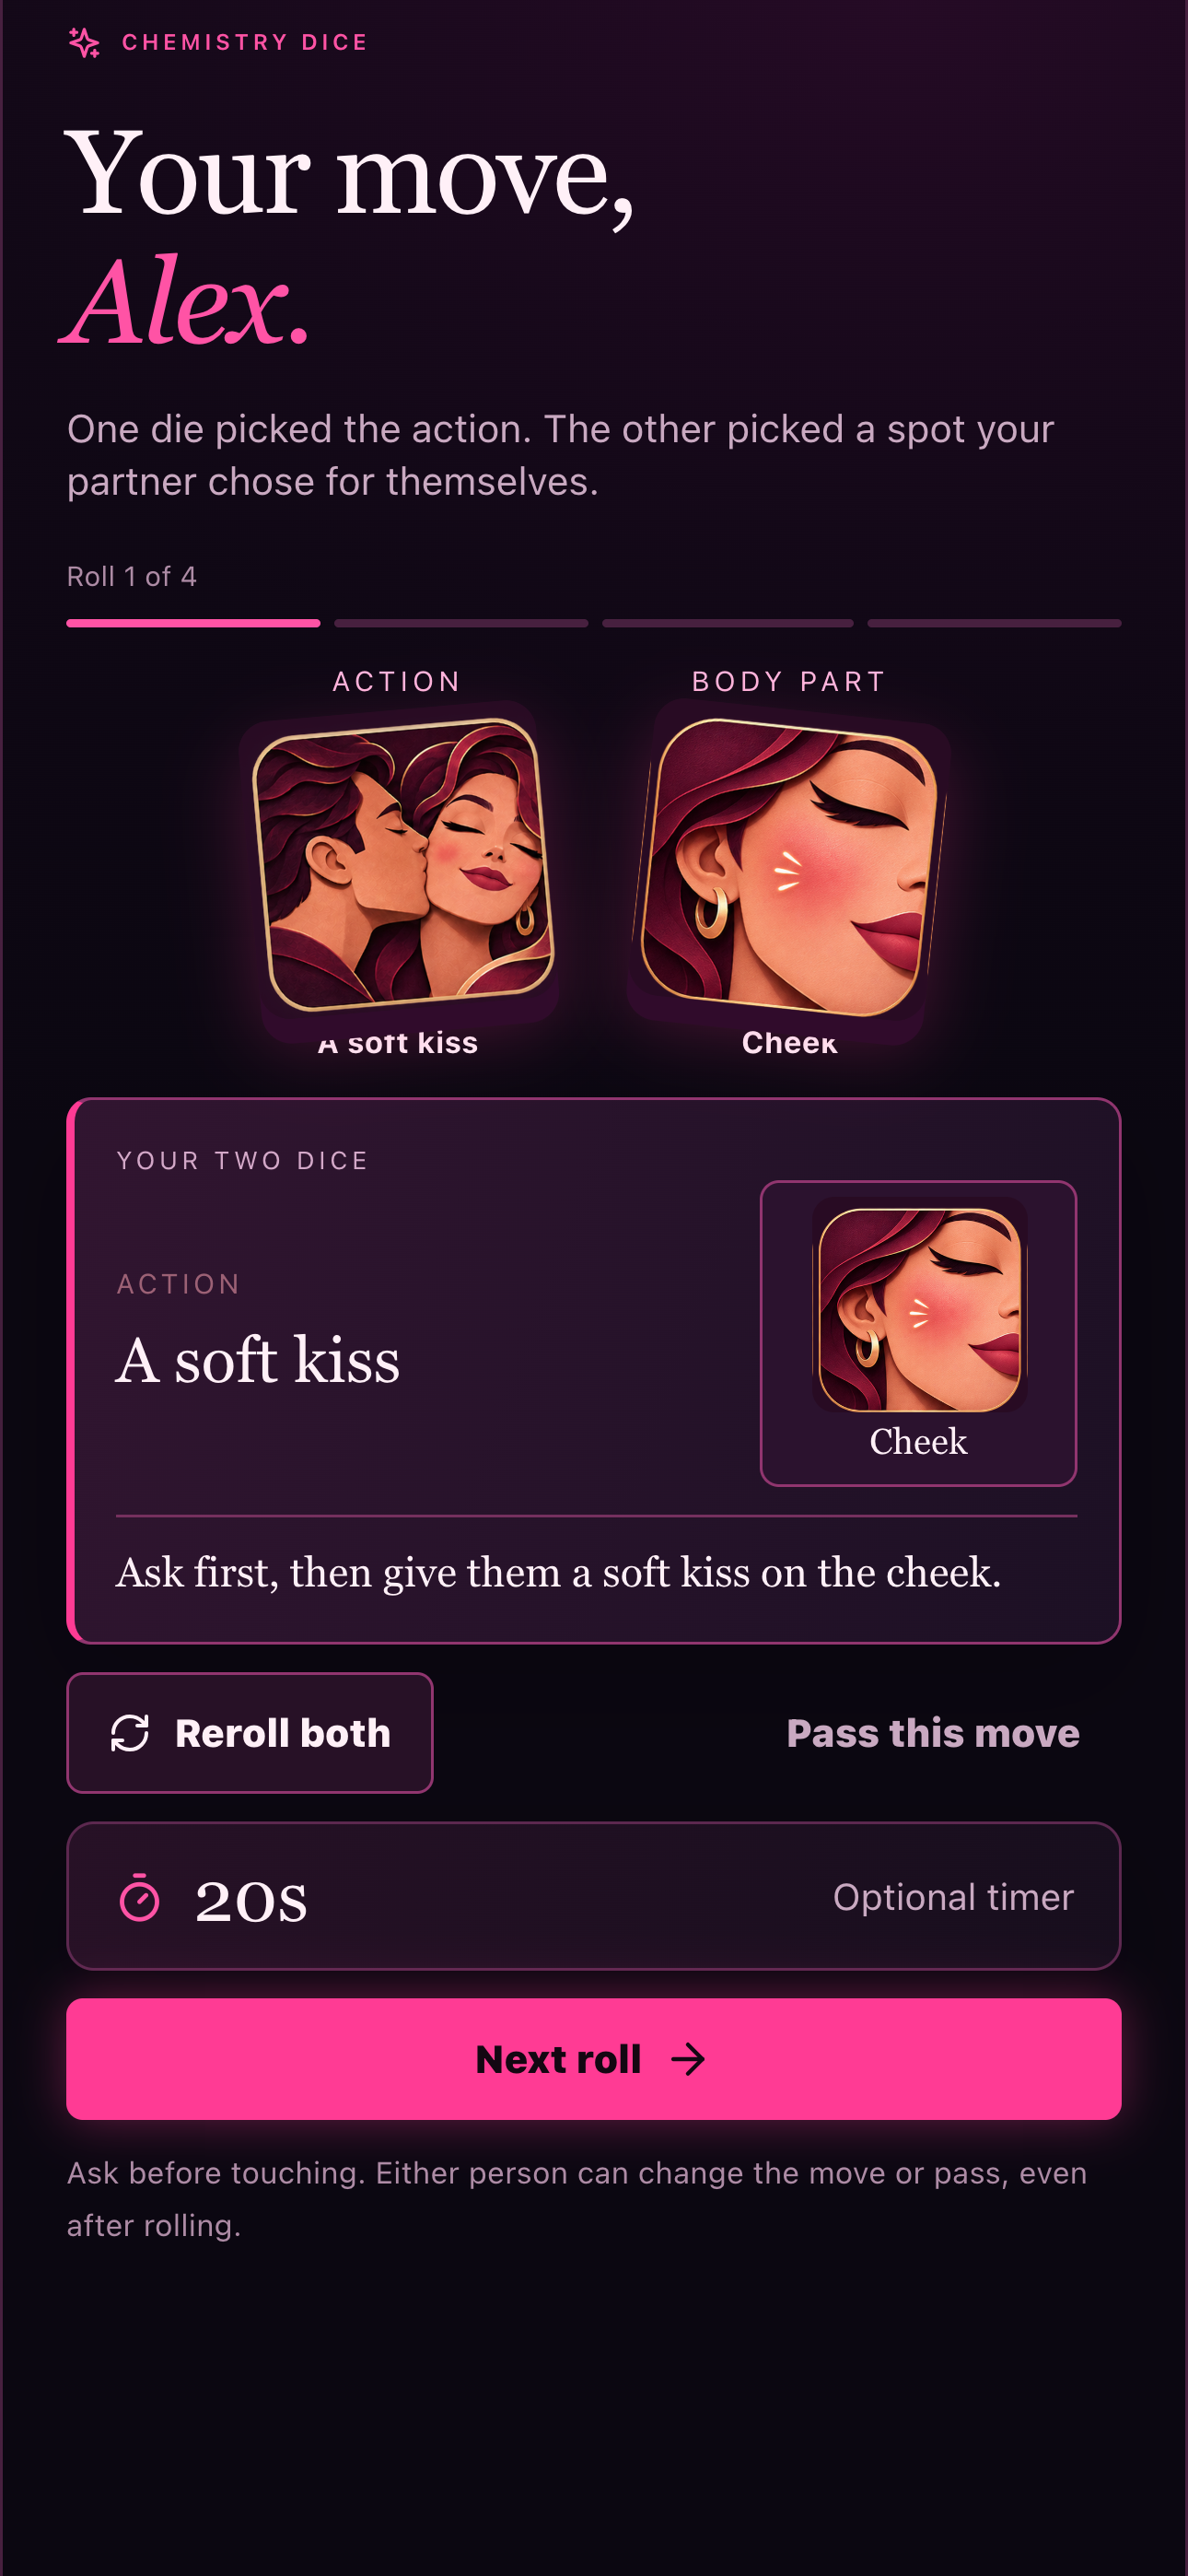 CHEMISTRY DICE
Your move,
Alex.
One die picked the action. The other picked a spot your
partner chose for themselves.
Roll 1 of 4
ACTION
BODY PART
A soft kiss
Cheek
YOUR TWO DICE
ACTION
A soft kiss
Cheek
Ask first, then give them a soft kiss on the cheek.
Reroll both
Pass this move
20s
Optional timer
Next roll
Ask before touching. Either person can change the move or pass, even
after rolling.